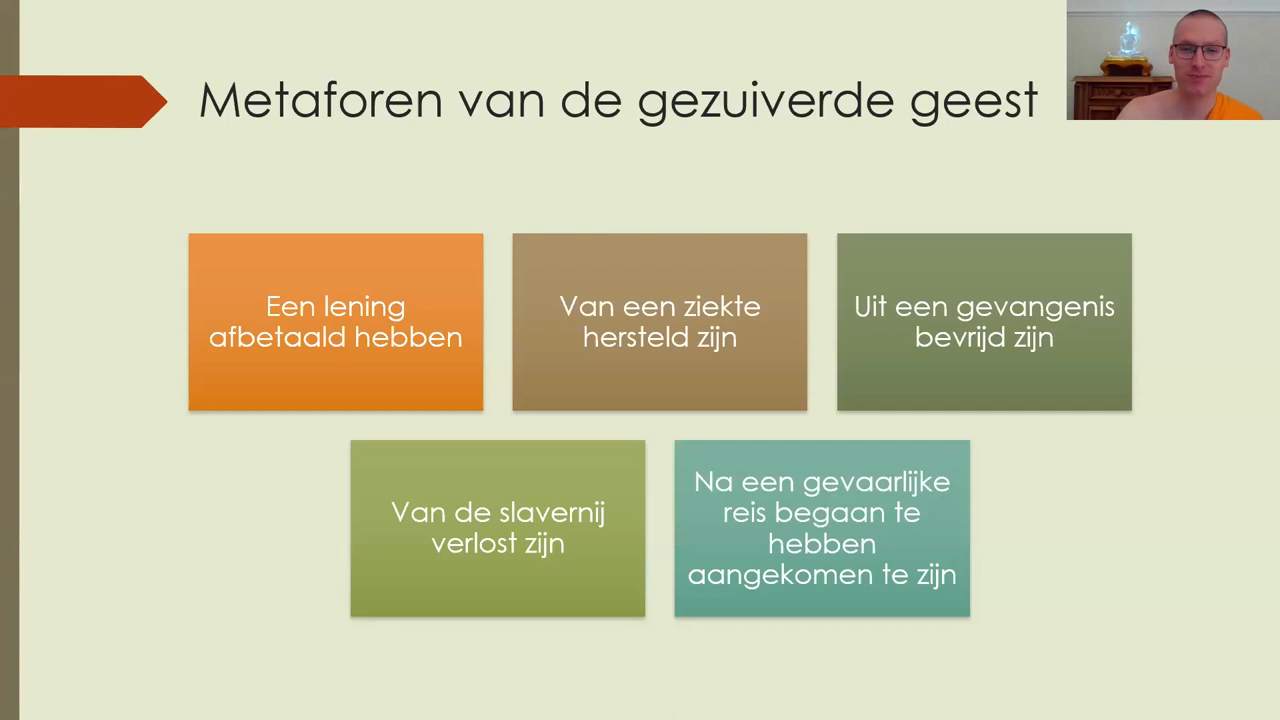 Metaforen van de gezuiverde geest
Een lening
afbetaald hebben
Van een ziekte
hersteld zijn
Uit een gevangenis
bevrijd zijn
Van de slavernij
verlost zijn
Na een gevaarlijke
reis begaan te
hebben
aangekomen te zijn